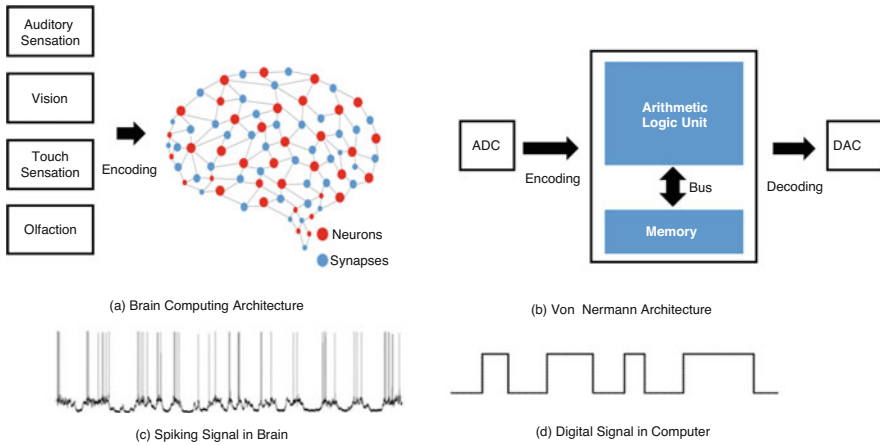 Auditory
Sensation
Vision
Touch
Sensation
Olfaction
Encoding
Neurons
Synapses
(a) Brain Computing Architecture
ADC
Encoding
Arithmetic
Logic Unit
Bus
Memory
Decoding
DAC
(b) Von Nermann Architecture
(c) Spiking Signal in Brain
(d) Digital Signal in Computer